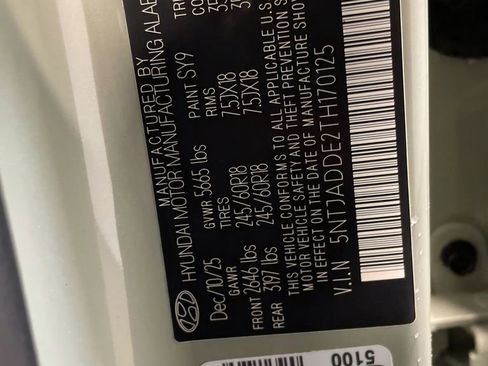 MANUFACTURED BY
HYUNDAI MOTOR MANUFACTURING ALAB
Dec/10/25 GVWR 5665 lbs SY9
GAWR TIRES RIMS
FRONT 2646 lbs 245/60R18 7.5JX18 35
REAR 3197 lbs 245/60R18 7.5JX18
THIS VEHICLE CONFORMS TO ALL APPLICABLE U.S
MOTOR VEHICLE SAFETY AND THEFT PREVENTION
IN EFFECT ON THE DATE OF MANUFACTURE SHOWN
V.I.N 5NTJADDE2TH170125
5100